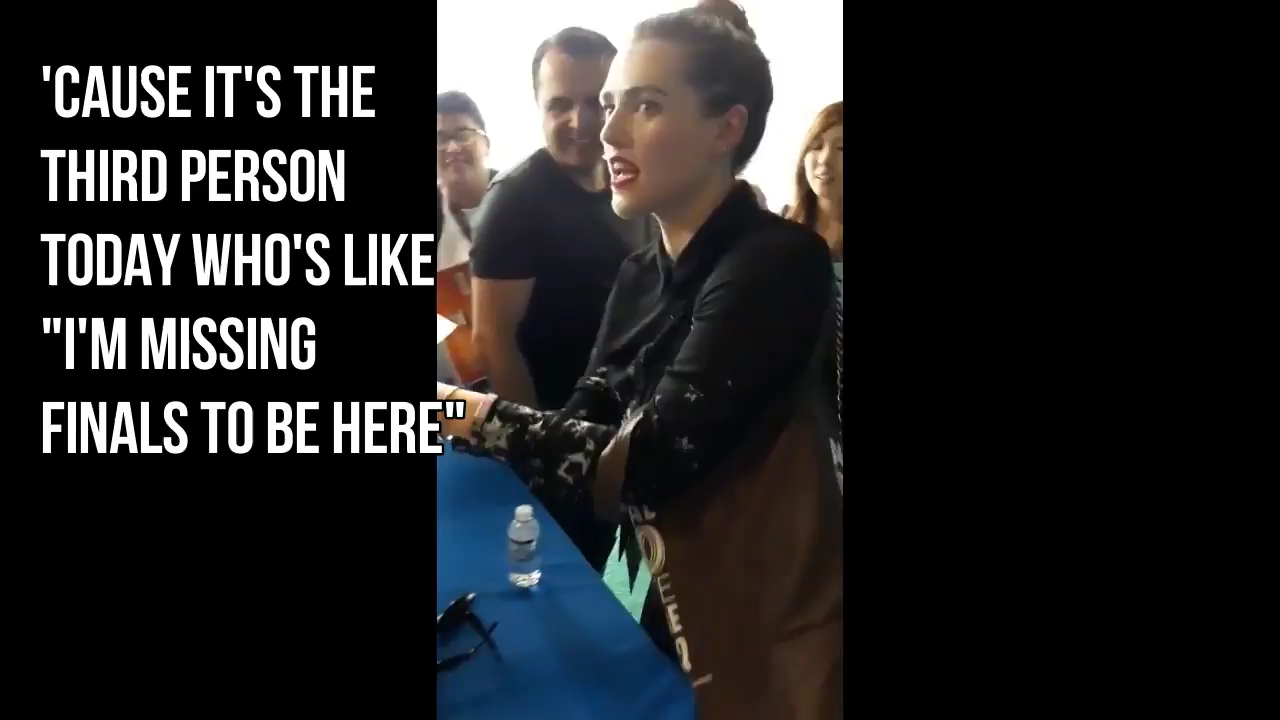 'CAUSE IT'S THE
THIRD PERSON
TODAY WHO'S LIKE
"I'M MISSING
FINALS TO BE HERE"